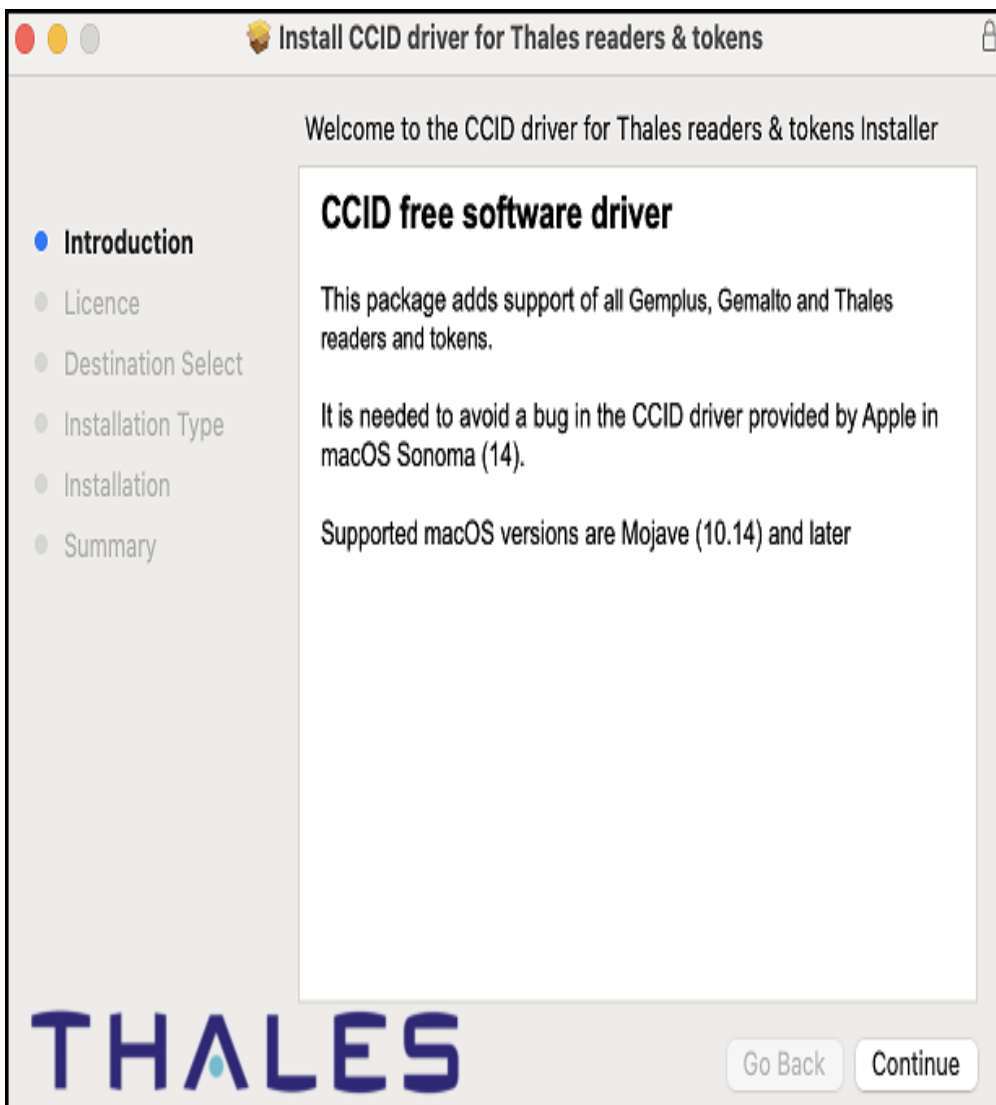 Install CCID driver for Thales readers & tokens
Welcome to the CCID driver for Thales readers & tokens Installer
Introduction
Licence
Destination Select
Installation Type
Installation
Summary
CCID free software driver
This package adds support of all Gemplus, Gemalto and Thales
readers and tokens.
It is needed to avoid a bug in the CCID driver provided by Apple in
macOS Sonoma (14).
Supported macOS versions are Mojave (10.14) and later
THALES
Go Back
Continue